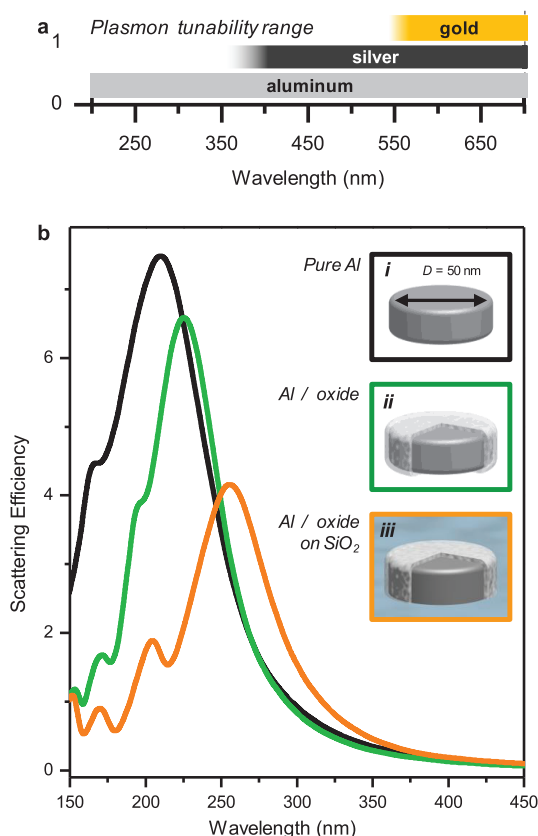 a
Plasmon tunability range
gold
1
silver
aluminum
0
250 350 450 550 650
Wavelength (nm)
b
Pure Al
i
D = 50 nm
Al / oxide
ii
Al / oxide
on SiO₂
iii
6
4
2
0
Scattering Efficiency
150 200 250 300 350 400 450
Wavelength (nm)